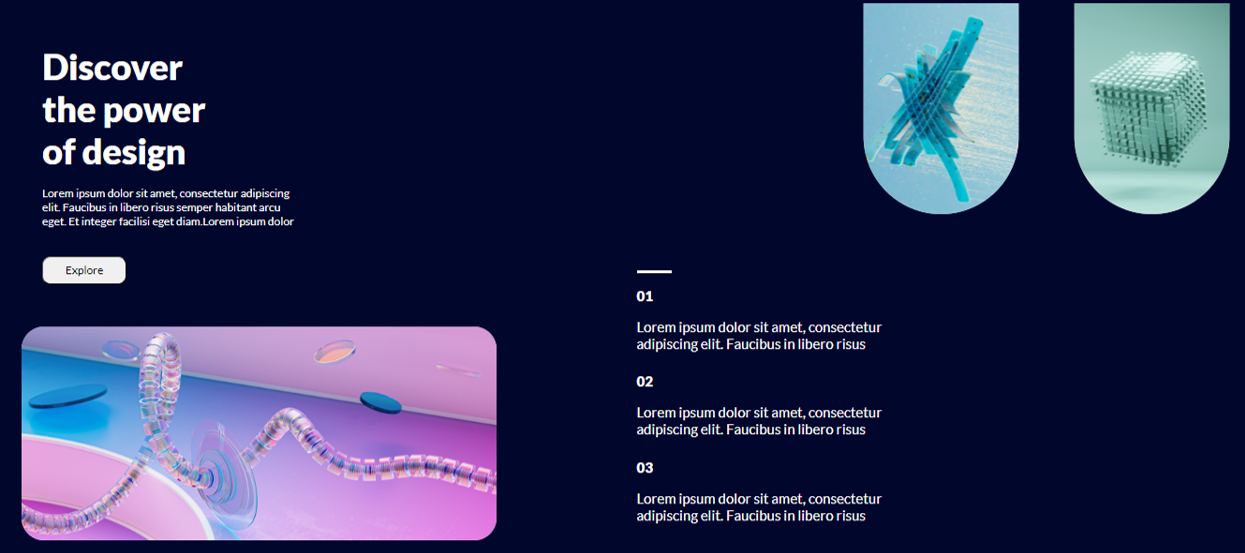 Discover
the power
of design
Lorem ipsum dolor sit amet, consectetur adipiscing
elit. Faucibus in libero risus semper habitant arcu
eget. Et integer facilisi eget diam.Lorem ipsum dolor
Explore
01
Lorem ipsum dolor sit amet, consectetur
adipiscing elit. Faucibus in libero risus
02
Lorem ipsum dolor sit amet, consectetur
adipiscing elit. Faucibus in libero risus
03
Lorem ipsum dolor sit amet, consectetur
adipiscing elit. Faucibus in libero risus